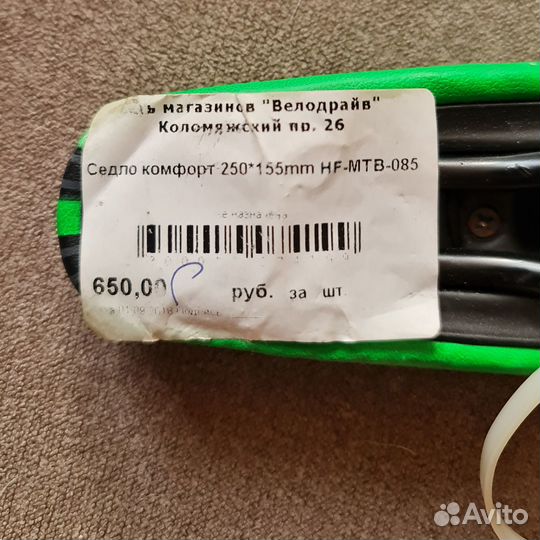 магазинов "Велодрайв"
Коломяжский пр. 26
Седло комфорт 250*155mm HF-MTB-085
650,00 руб. за шт.
Avito